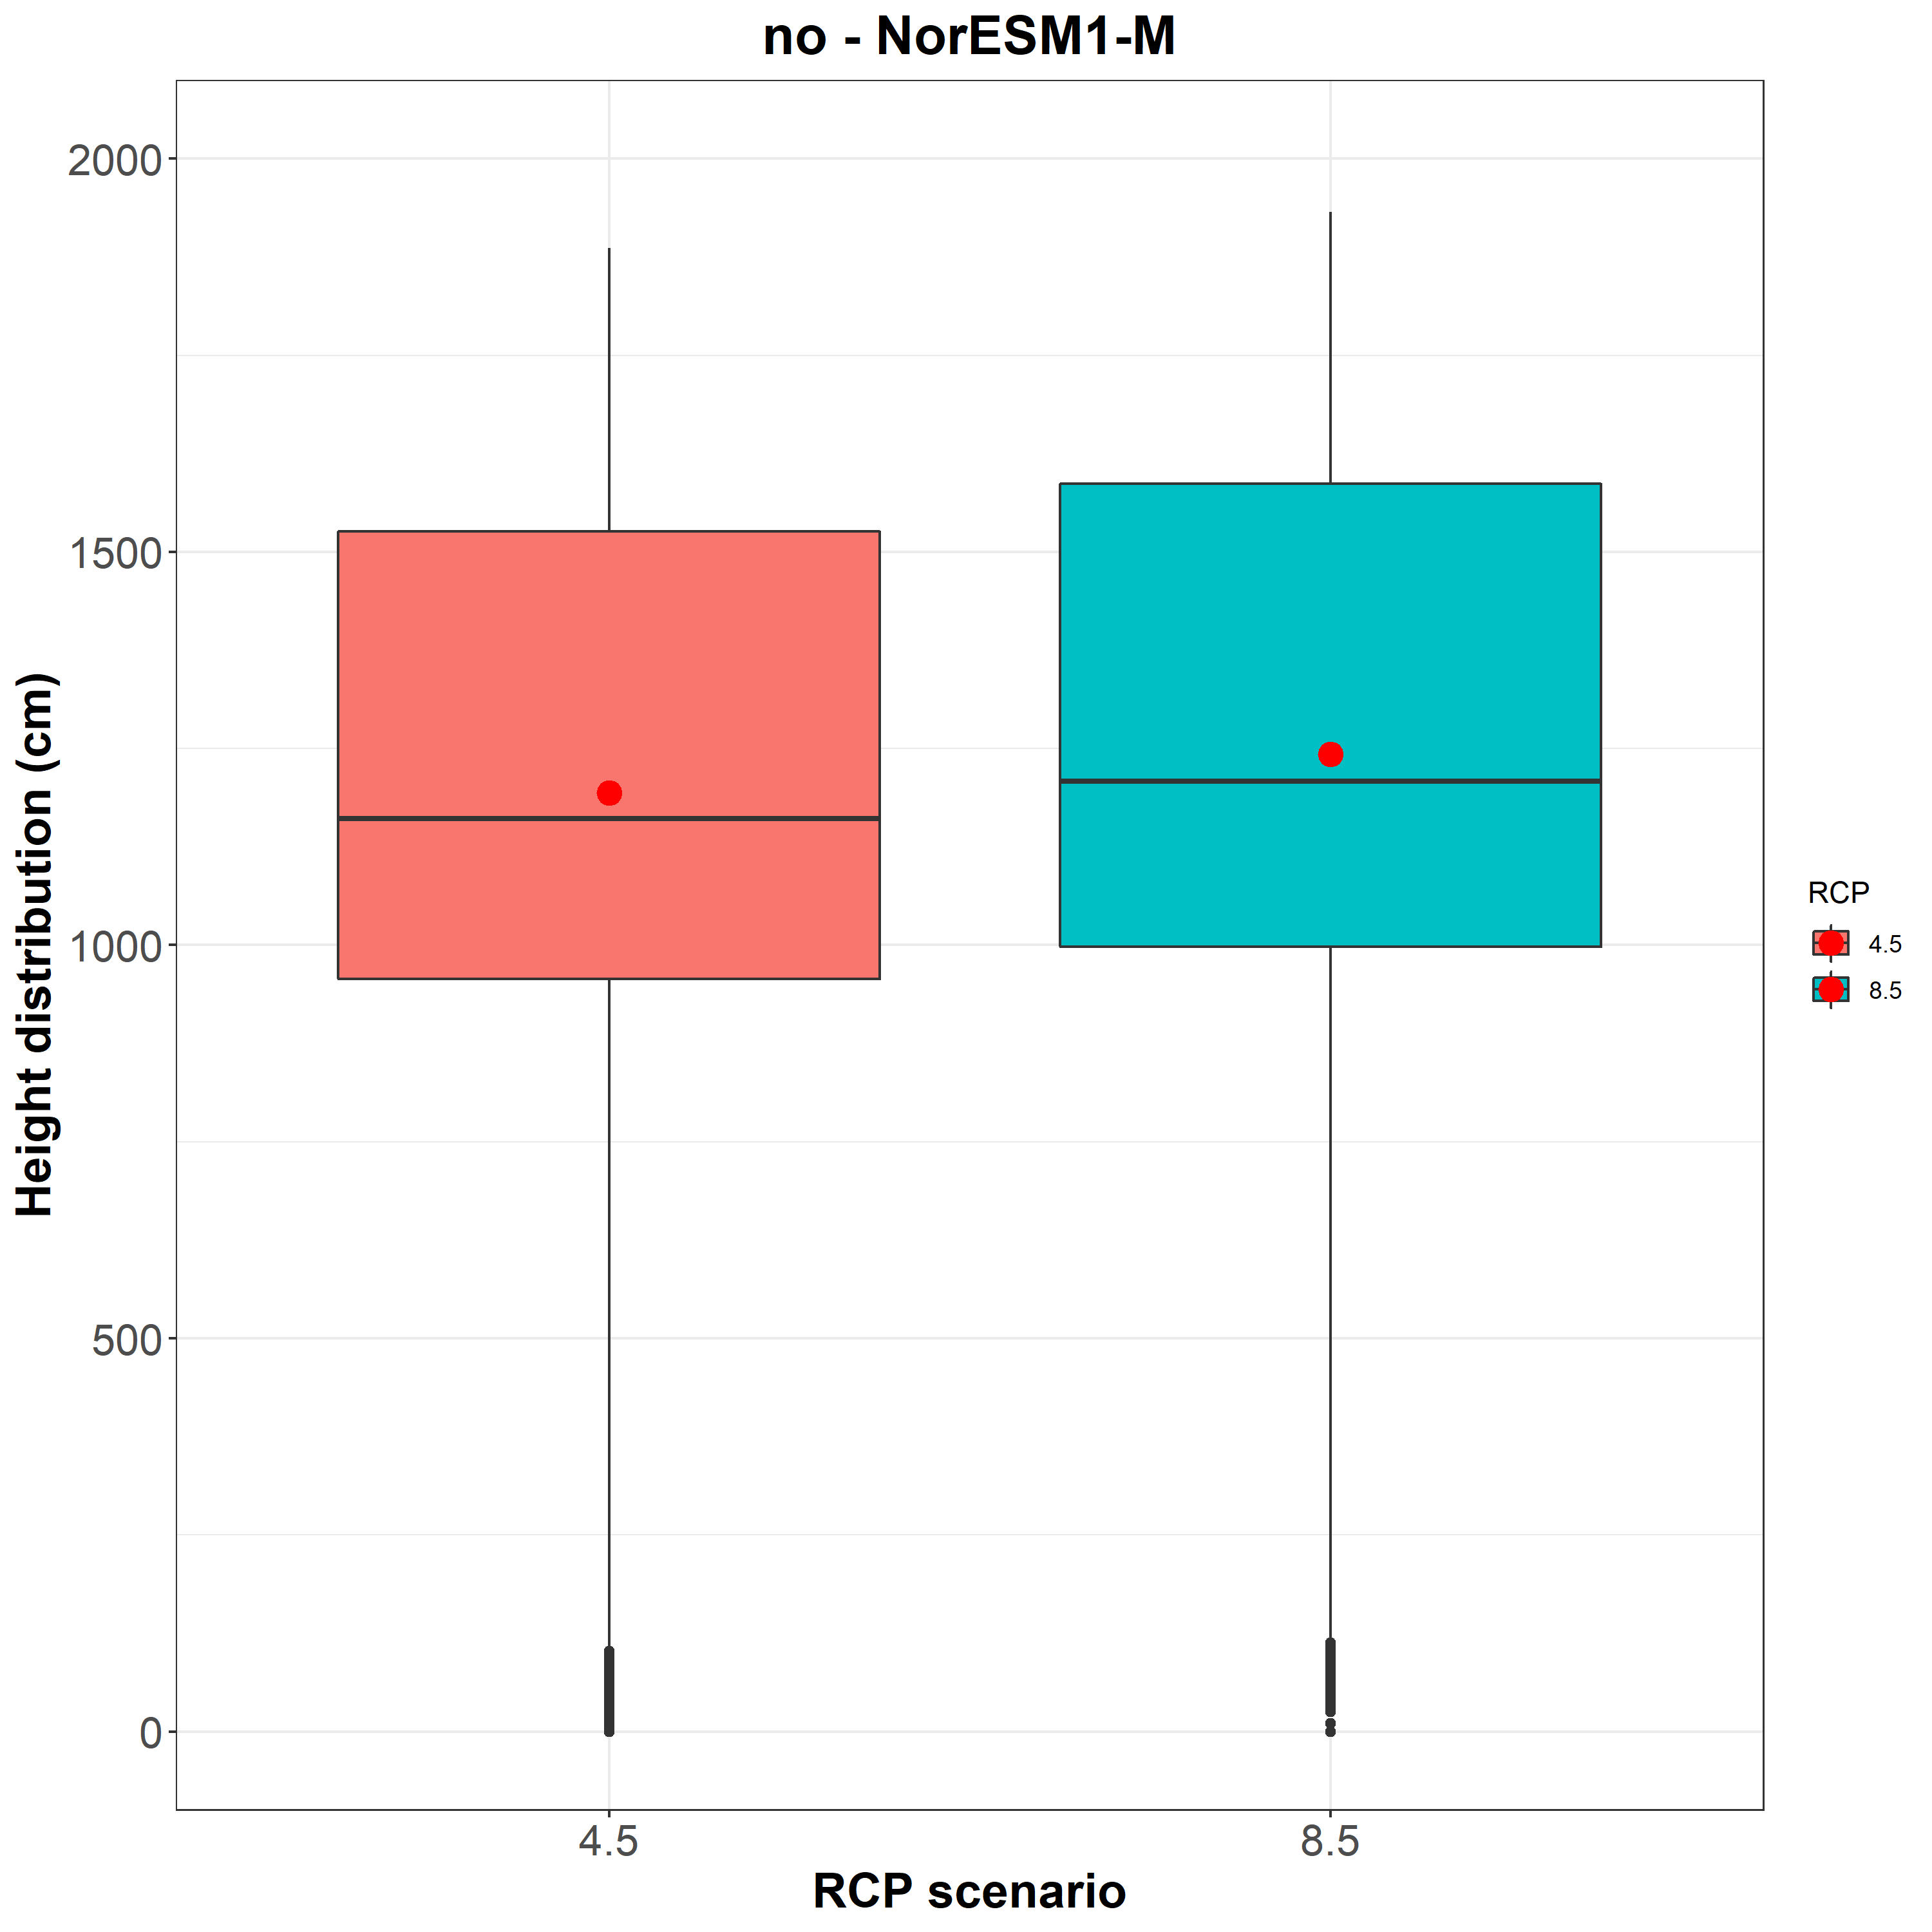 no - NorESM1-M
Height distribution (cm)
2000
1500
1000
500
0
4.5
8.5
RCP scenario
RCP
4.5
8.5